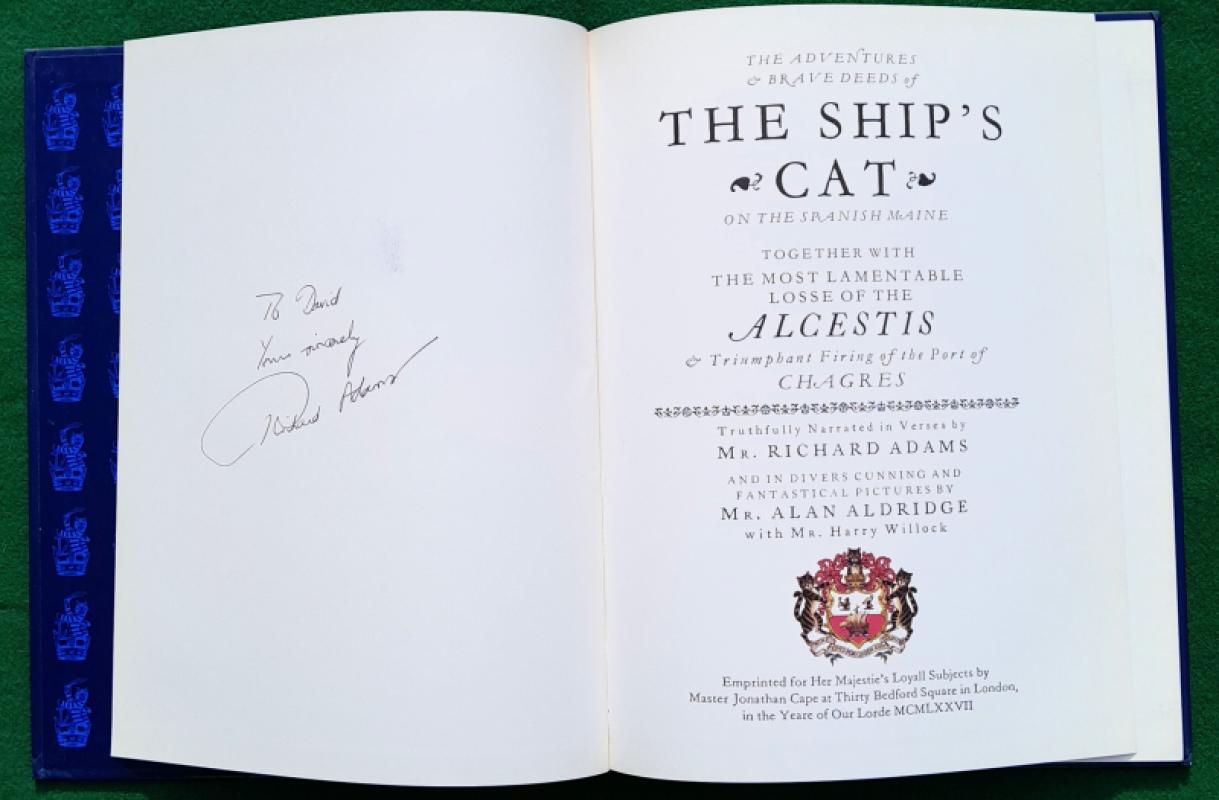 To David
Yours sincerely
Richard Adams
THE ADVENTURES
& BRAVE DEEDS of
THE SHIP'S
CAT
ON THE SPANISH MAINE
TOGETHER WITH
THE MOST LAMENTABLE
LOSSE OF THE
ALCESTIS
& Triumphant Firing of the Port of
CHAGRES
Truthfully Narrated in Verses by
MR. RICHARD ADAMS
AND IN DIVERS CUNNING AND
FANTASTICAL PICTURES BY
MR. ALAN ALDRIDGE
with MR. Harry Willock
Emprinted for Her Majestie's Loyall Subjects by
Master Jonathan Cape at Thirty Bedford Square in London,
in the Yeare of Our Lorde MCMLXXVII